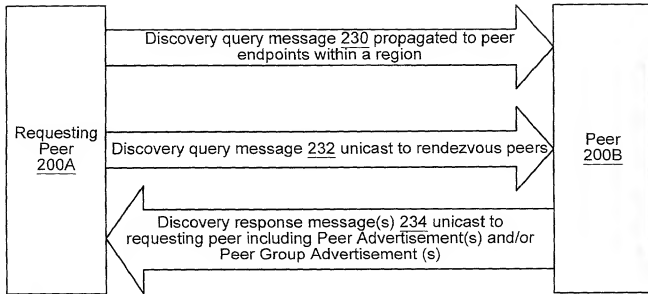 Discovery query message 230 propagated to peer
endpoints within a region
Requesting
Peer
200A
Discovery query message 232 unicast to rendezvous peers
Peer
200B
Discovery response message(s) 234 unicast to
requesting peer including Peer Advertisement(s) and/or
Peer Group Advertisement (s)